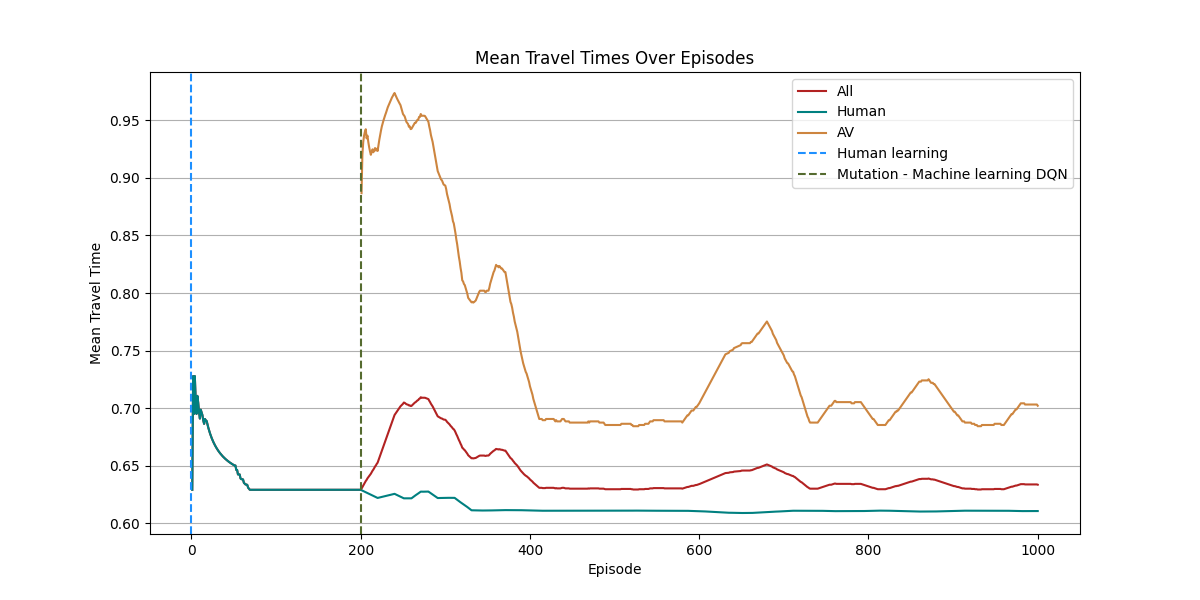 Mean Travel Times Over Episodes
All
Human
AV
Human learning
Mutation - Machine learning DQN
Mean Travel Time
0.95
0.90
0.85
0.80
0.75
0.70
0.65
0.60
0 200 400 600 800 1000
Episode